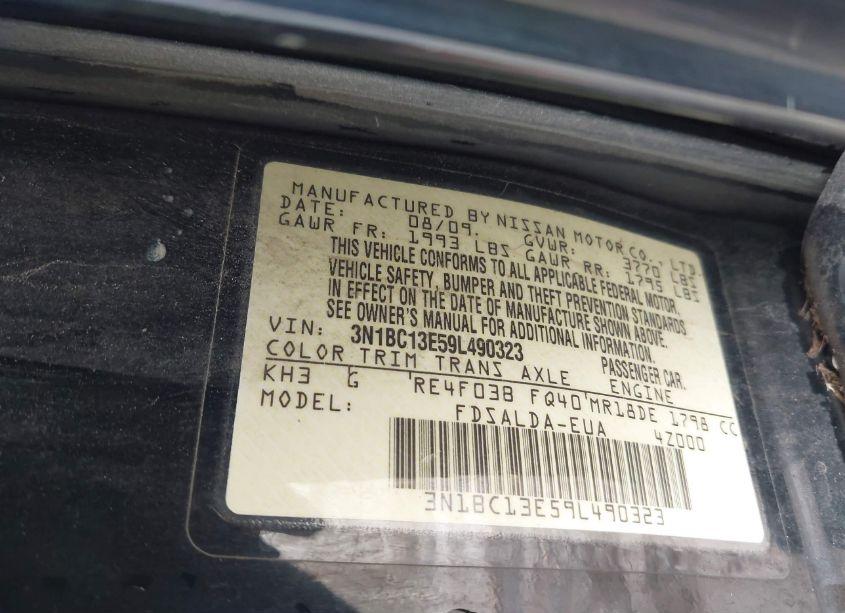 MANUFACTURED BY NISSAN MOTOR CO., LTD.
DATE: 08/09. GVWR: 3770 LBS
GAWR FR: 1993 LBS GAWR RR: 1795 LBS
THIS VEHICLE CONFORMS TO ALL APPLICABLE FEDERAL MOTOR
VEHICLE SAFETY, BUMPER AND THEFT PREVENTION STANDARDS
IN EFFECT ON THE DATE OF MANUFACTURE SHOWN ABOVE.
SEE OWNER'S MANUAL FOR ADDITIONAL INFORMATION.
VIN: 3N1BC13E59L490323 PASSENGER CAR.
COLOR TRIM TRANS AXLE ENGINE
KH3 G RE4F03B FQ40 MR18DE 1798 CC
MODEL: FDSALDA-EUA 4Z000
3N1BC13E59L490323